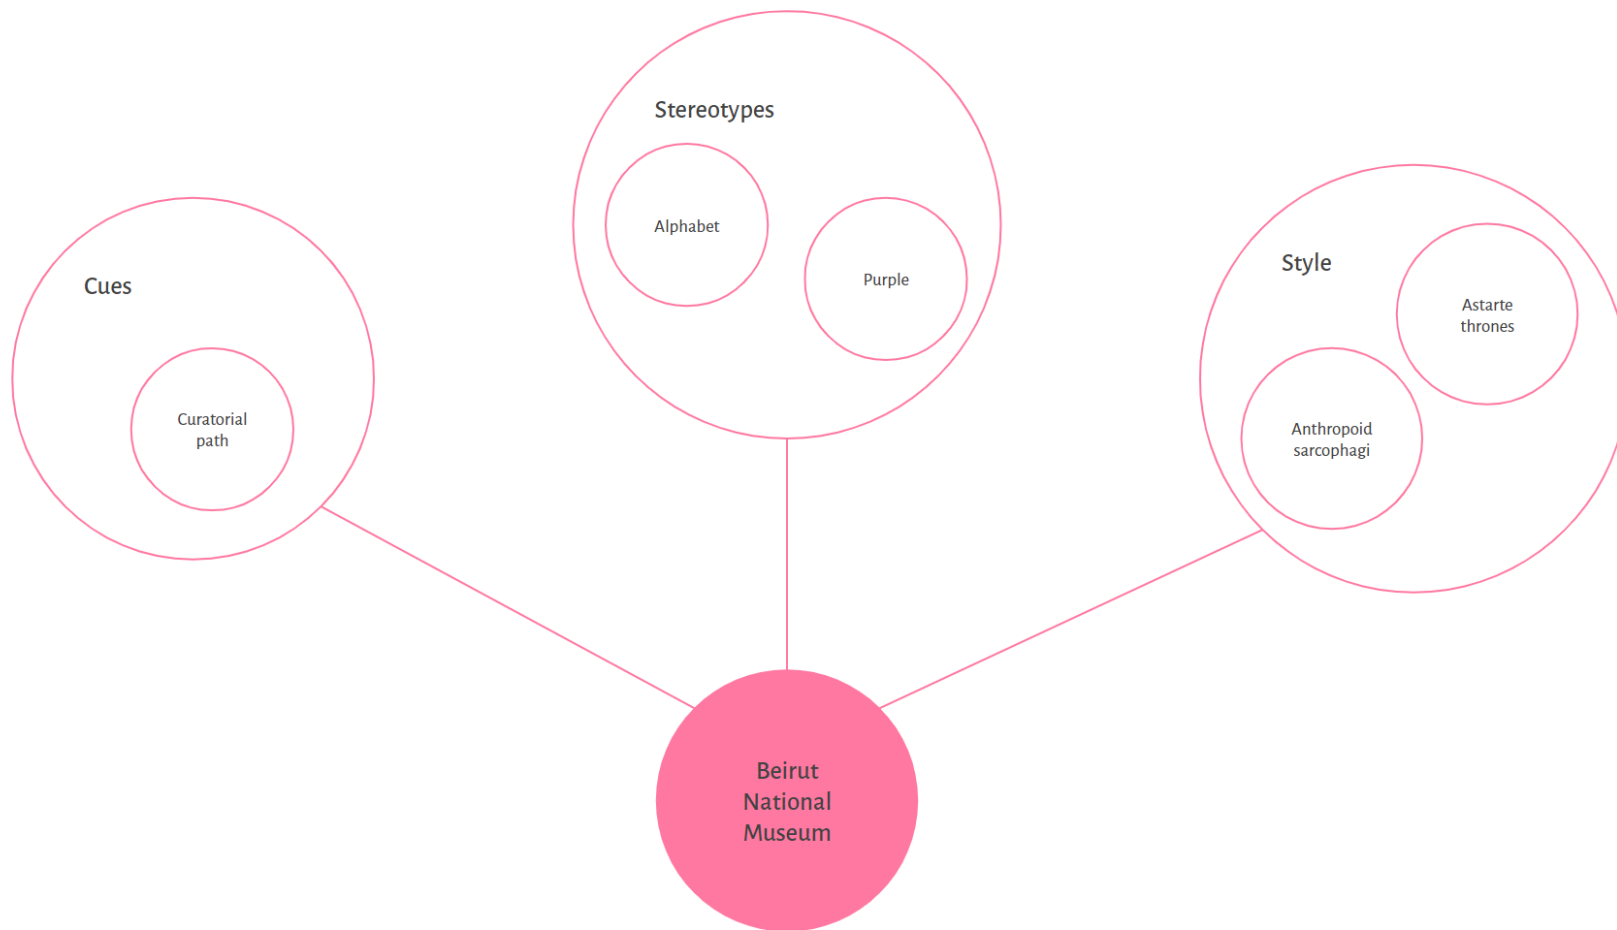 Stereotypes
Alphabet
Purple
Cues
Curatorial
path
Style
Astarte
thrones
Anthropoid
sarcophagi
Beirut
National
Museum